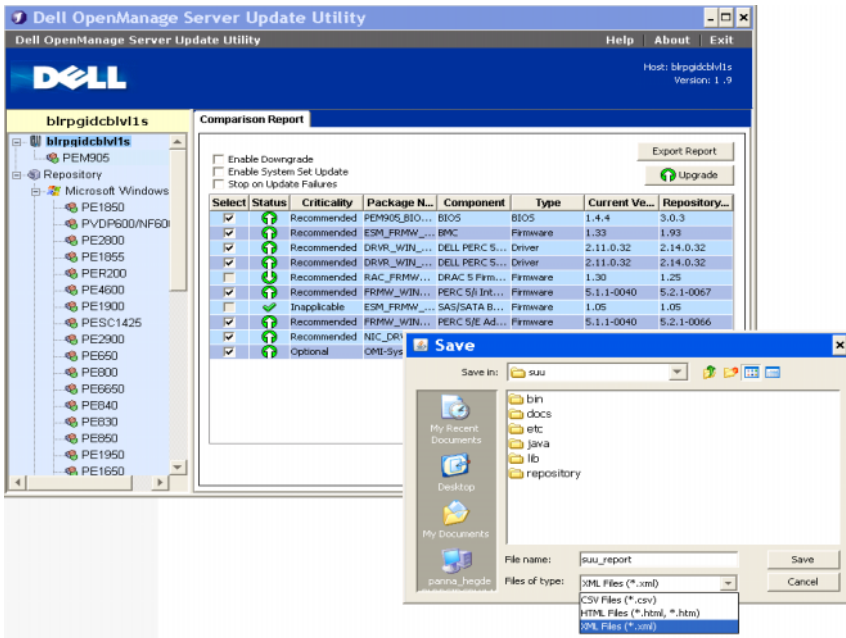 Dell OpenManage Server Update Utility
Dell OpenManage Server Update Utility Help About Exit
DELL
Host: blrpgidcblvl1s
Version: 1 .9
blrpgidcblvl1s
Comparison Report
blrpgidcblvl1s
PEM905
Repository
Microsoft Windows
PE1850
PVDP600/NF60
PE2800
PE1855
PER200
PE4600
PE1900
PESC1425
PE2900
PE650
PE800
PE6650
PE840
PE830
PE850
PE1950
PE1650
Enable Downgrade
Enable System Set Update
Stop on Update Failures
Export Report
Upgrade
Select Status Criticality Package N... Component Type Current Ve... Repository...
Recommended PEM905_BIO... BIOS BIOS 1.4.4 3.0.3
Recommended ESM_FRMW_... BMC Firmware 1.33 1.93
Recommended DRVR_WIN_... DELL PERC 5... Driver 2.11.0.32 2.14.0.32
Recommended DRVR_WIN_... DELL PERC 5... Driver 2.11.0.32 2.14.0.32
Recommended RAC_FRMW... DRAC 5 Firm... Firmware 1.30 1.25
Recommended FRMW_WIN... PERC 5/i Int... Firmware 5.1.1-0040 5.2.1-0067
Inapplicable ESM_FRMW_... SAS/SATA B... Firmware 1.05 1.05
Recommended FRMW_WIN... PERC 5/E Ad... Firmware 5.1.1-0040 5.2.1-0066
Recommended NIC_DRV
Optional OMI-Sys
Save
Save in: suu
bin
docs
etc
java
lib
repository
My Recent
Documents
Desktop
My Documents
panna_hegde
File name: suu_report Save
Files of type: XML Files (*.xml) Cancel
CSV Files (*.csv)
HTML Files (*.html, *.htm)
XML Files (*.xml)